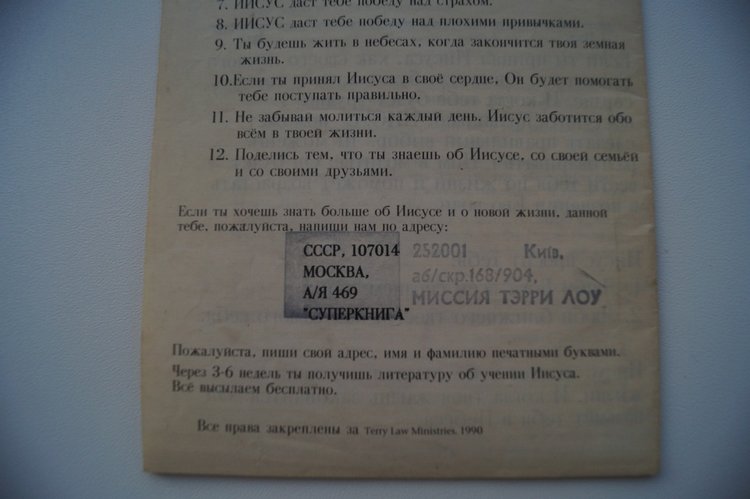 7. ИИСУС даст тебе победу над страхом.
8. ИИСУС даст тебе победу над плохими привычками.
9. Ты будешь жить в небесах, когда закончится твоя земная
жизнь.
10.Если ты принял Иисуса в своё сердце, Он будет помогать
тебе поступать правильно.
11. Не забывай молиться каждый день. Иисус заботится обо
всём в твоей жизни.
12. Поделись тем, что ты знаешь об Иисусе, со своей семьёй
и со своими друзьями.
Если ты хочешь знать больше об Иисусе и о новой жизни, данной
тебе, пожалуйста, напиши нам по адресу:
СССР, 107014
МОСКВА,
А/Я 469
"СУПЕРКНИГА"
252001 Київ,
аб/скр.168/904,
МИССИЯ ТЭРРИ ЛОУ
Пожалуйста, пиши свой адрес, имя и фамилию печатными буквами.
Через 3-6 недель ты получишь литературу об учении Иисуса.
Всё высылаем бесплатно.
Все права закреплены за Terry Law Ministries, 1990